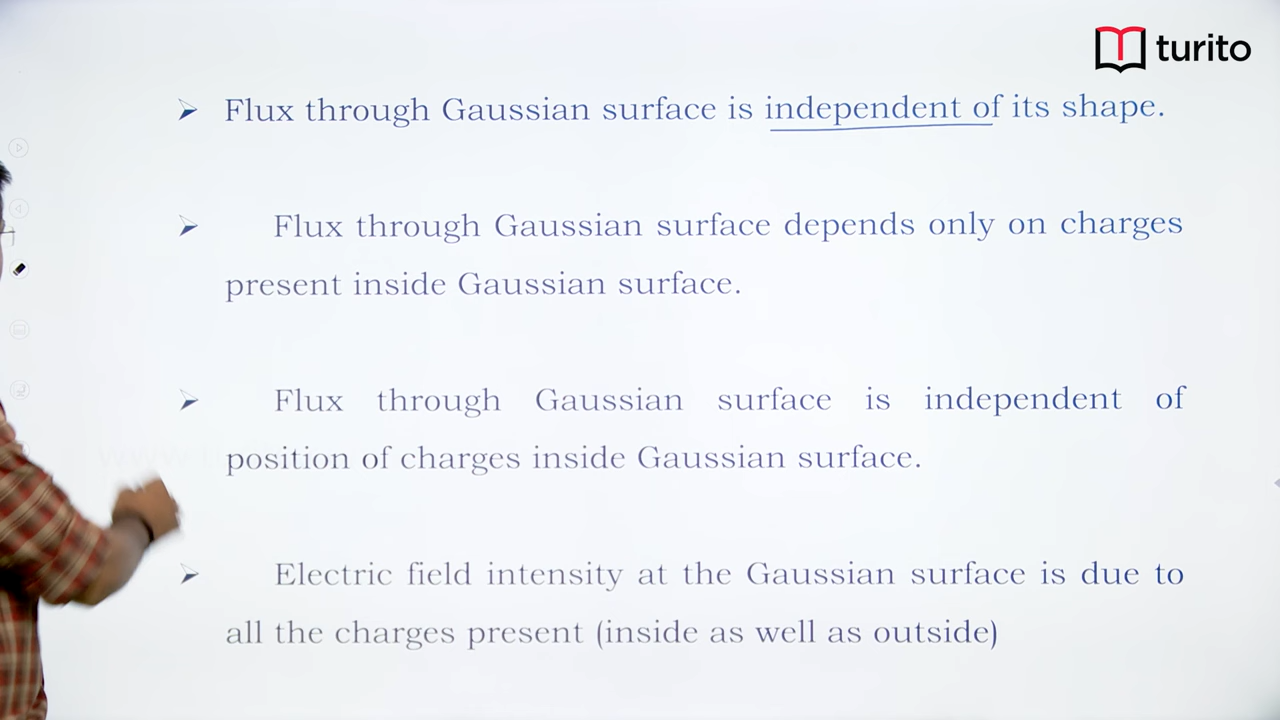 turito
➢ Flux through Gaussian surface is independent of its shape.
➢ Flux through Gaussian surface depends only on charges
present inside Gaussian surface.
➢ Flux through Gaussian surface is independent of
position of charges inside Gaussian surface.
➢ Electric field intensity at the Gaussian surface is due to
all the charges present (inside as well as outside)